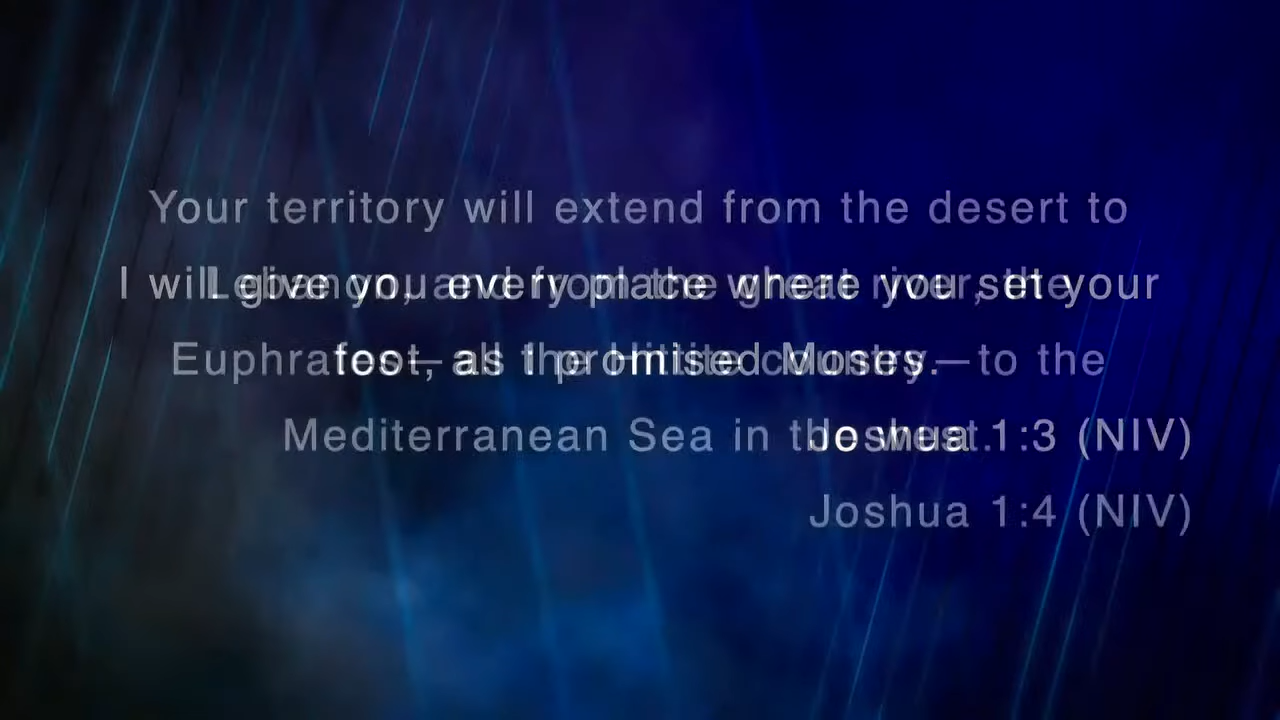 Your territory will extend from the desert to
Lebanon, and from the great river, the
Euphrates—all the Hittite country—to the
Mediterranean Sea in the west.
Joshua 1:4 (NIV)
I will give you every place where you set your
foot, as I promised Moses.
Joshua 1:3 (NIV)